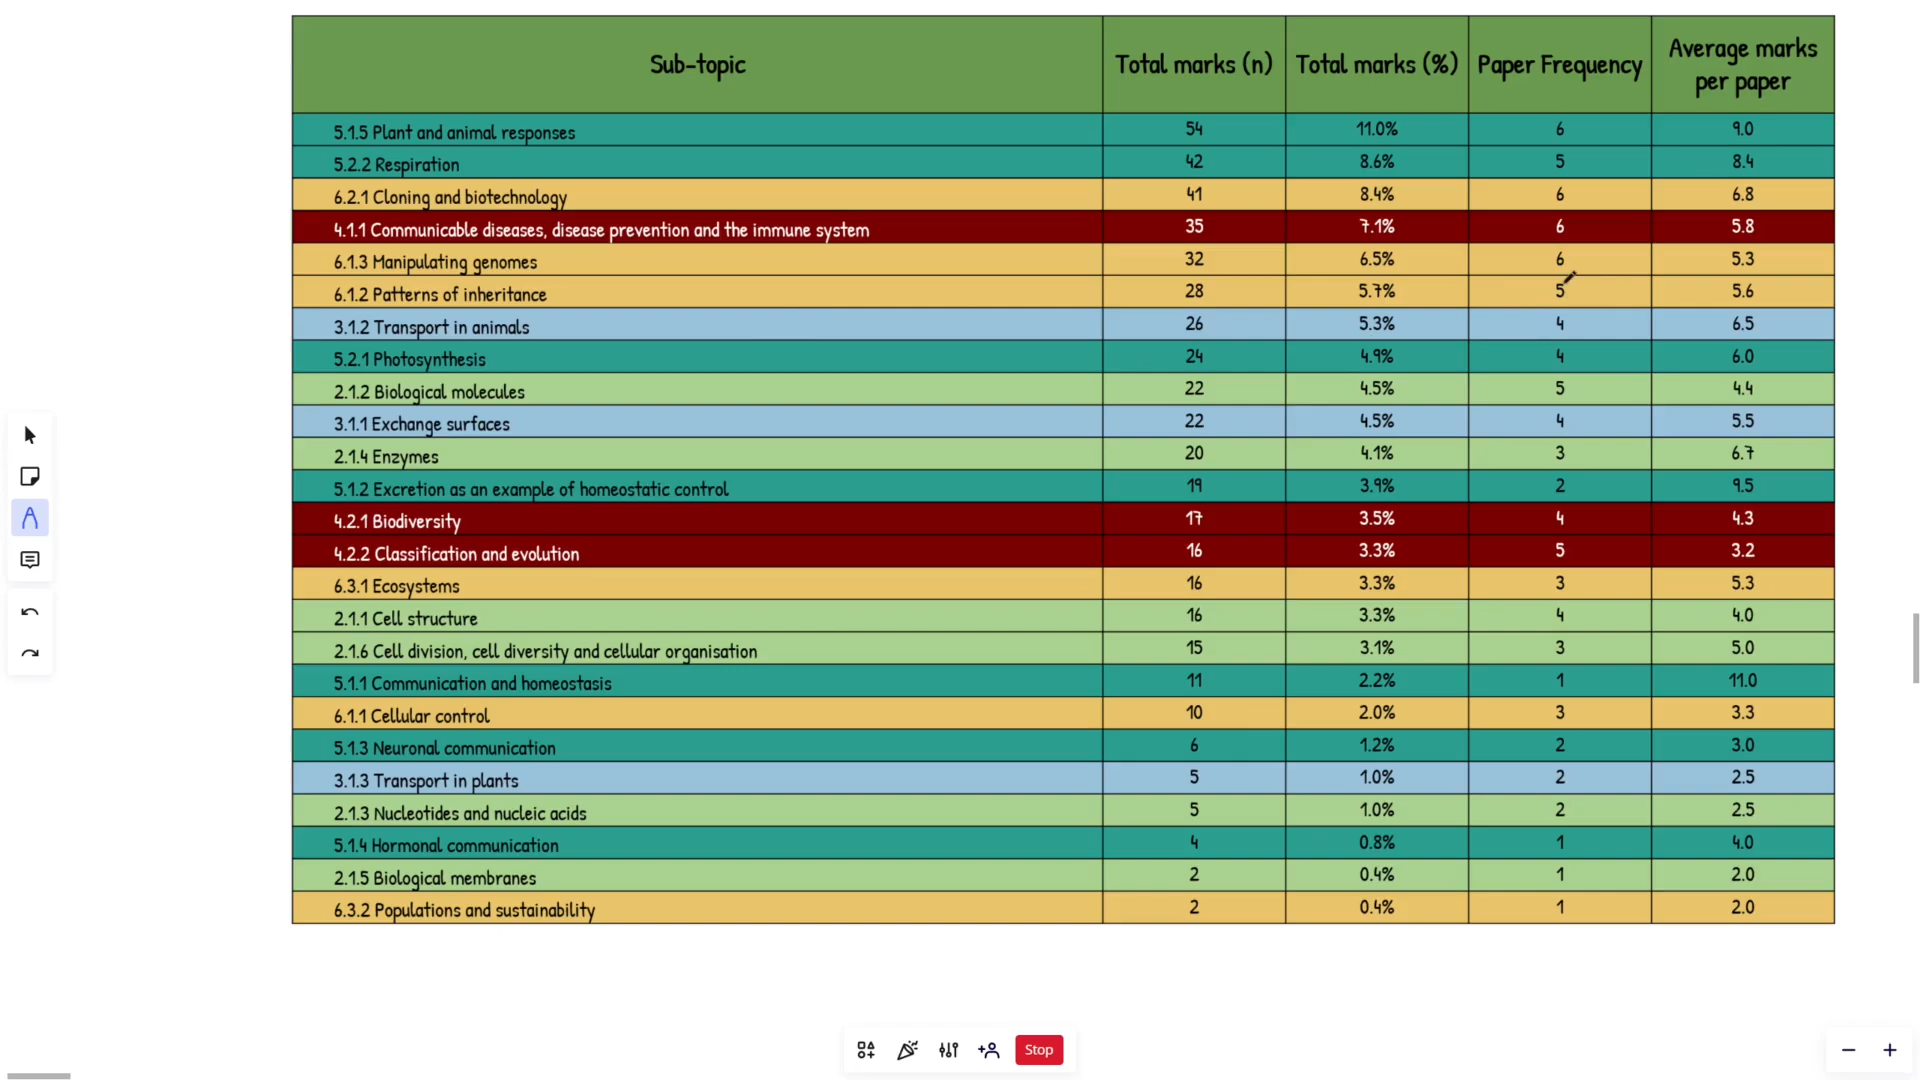 Sub-topic Total marks (n) Total marks (%) Paper Frequency Average marks per paper
5.1.5 Plant and animal responses 54 11.0% 6 9.0
5.2.2 Respiration 42 8.6% 5 8.4
6.2.1 Cloning and biotechnology 41 8.4% 6 6.8
4.1.1 Communicable diseases, disease prevention and the immune system 35 7.1% 6 5.8
6.1.3 Manipulating genomes 32 6.5% 6 5.3
6.1.2 Patterns of inheritance 28 5.7% 5 5.6
3.1.2 Transport in animals 26 5.3% 4 6.5
5.2.1 Photosynthesis 24 4.9% 4 6.0
2.1.2 Biological molecules 22 4.5% 5 4.4
3.1.1 Exchange surfaces 22 4.5% 4 5.5
2.1.4 Enzymes 20 4.1% 3 6.7
5.1.2 Excretion as an example of homeostatic control 19 3.9% 2 9.5
4.2.1 Biodiversity 17 3.5% 4 4.3
4.2.2 Classification and evolution 16 3.3% 5 3.2
6.3.1 Ecosystems 16 3.3% 3 5.3
2.1.1 Cell structure 16 3.3% 4 4.0
2.1.6 Cell division, cell diversity and cellular organisation 15 3.1% 3 5.0
5.1.1 Communication and homeostasis 11 2.2% 1 11.0
6.1.1 Cellular control 10 2.0% 3 3.3
5.1.3 Neuronal communication 6 1.2% 2 3.0
3.1.3 Transport in plants 5 1.0% 2 2.5
2.1.3 Nucleotides and nucleic acids 5 1.0% 2 2.5
5.1.4 Hormonal communication 4 0.8% 1 4.0
2.1.5 Biological membranes 2 0.4% 1 2.0
6.3.2 Populations and sustainability 2 0.4% 1 2.0
Stop